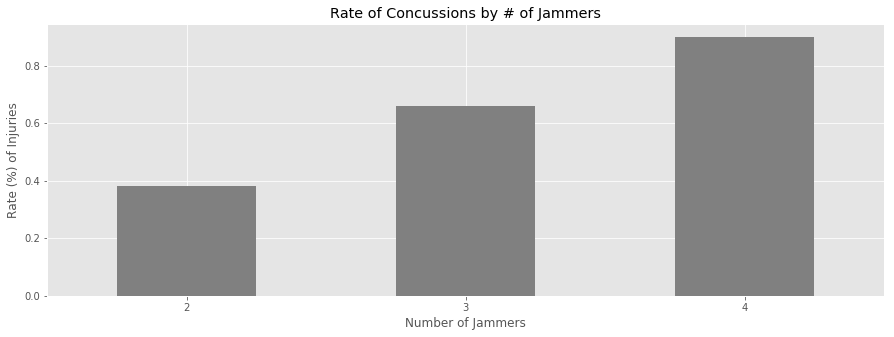 Rate of Concussions by # of Jammers
Rate (%) of Injuries
0.8
0.6
0.4
0.2
0.0
2
3
4
Number of Jammers